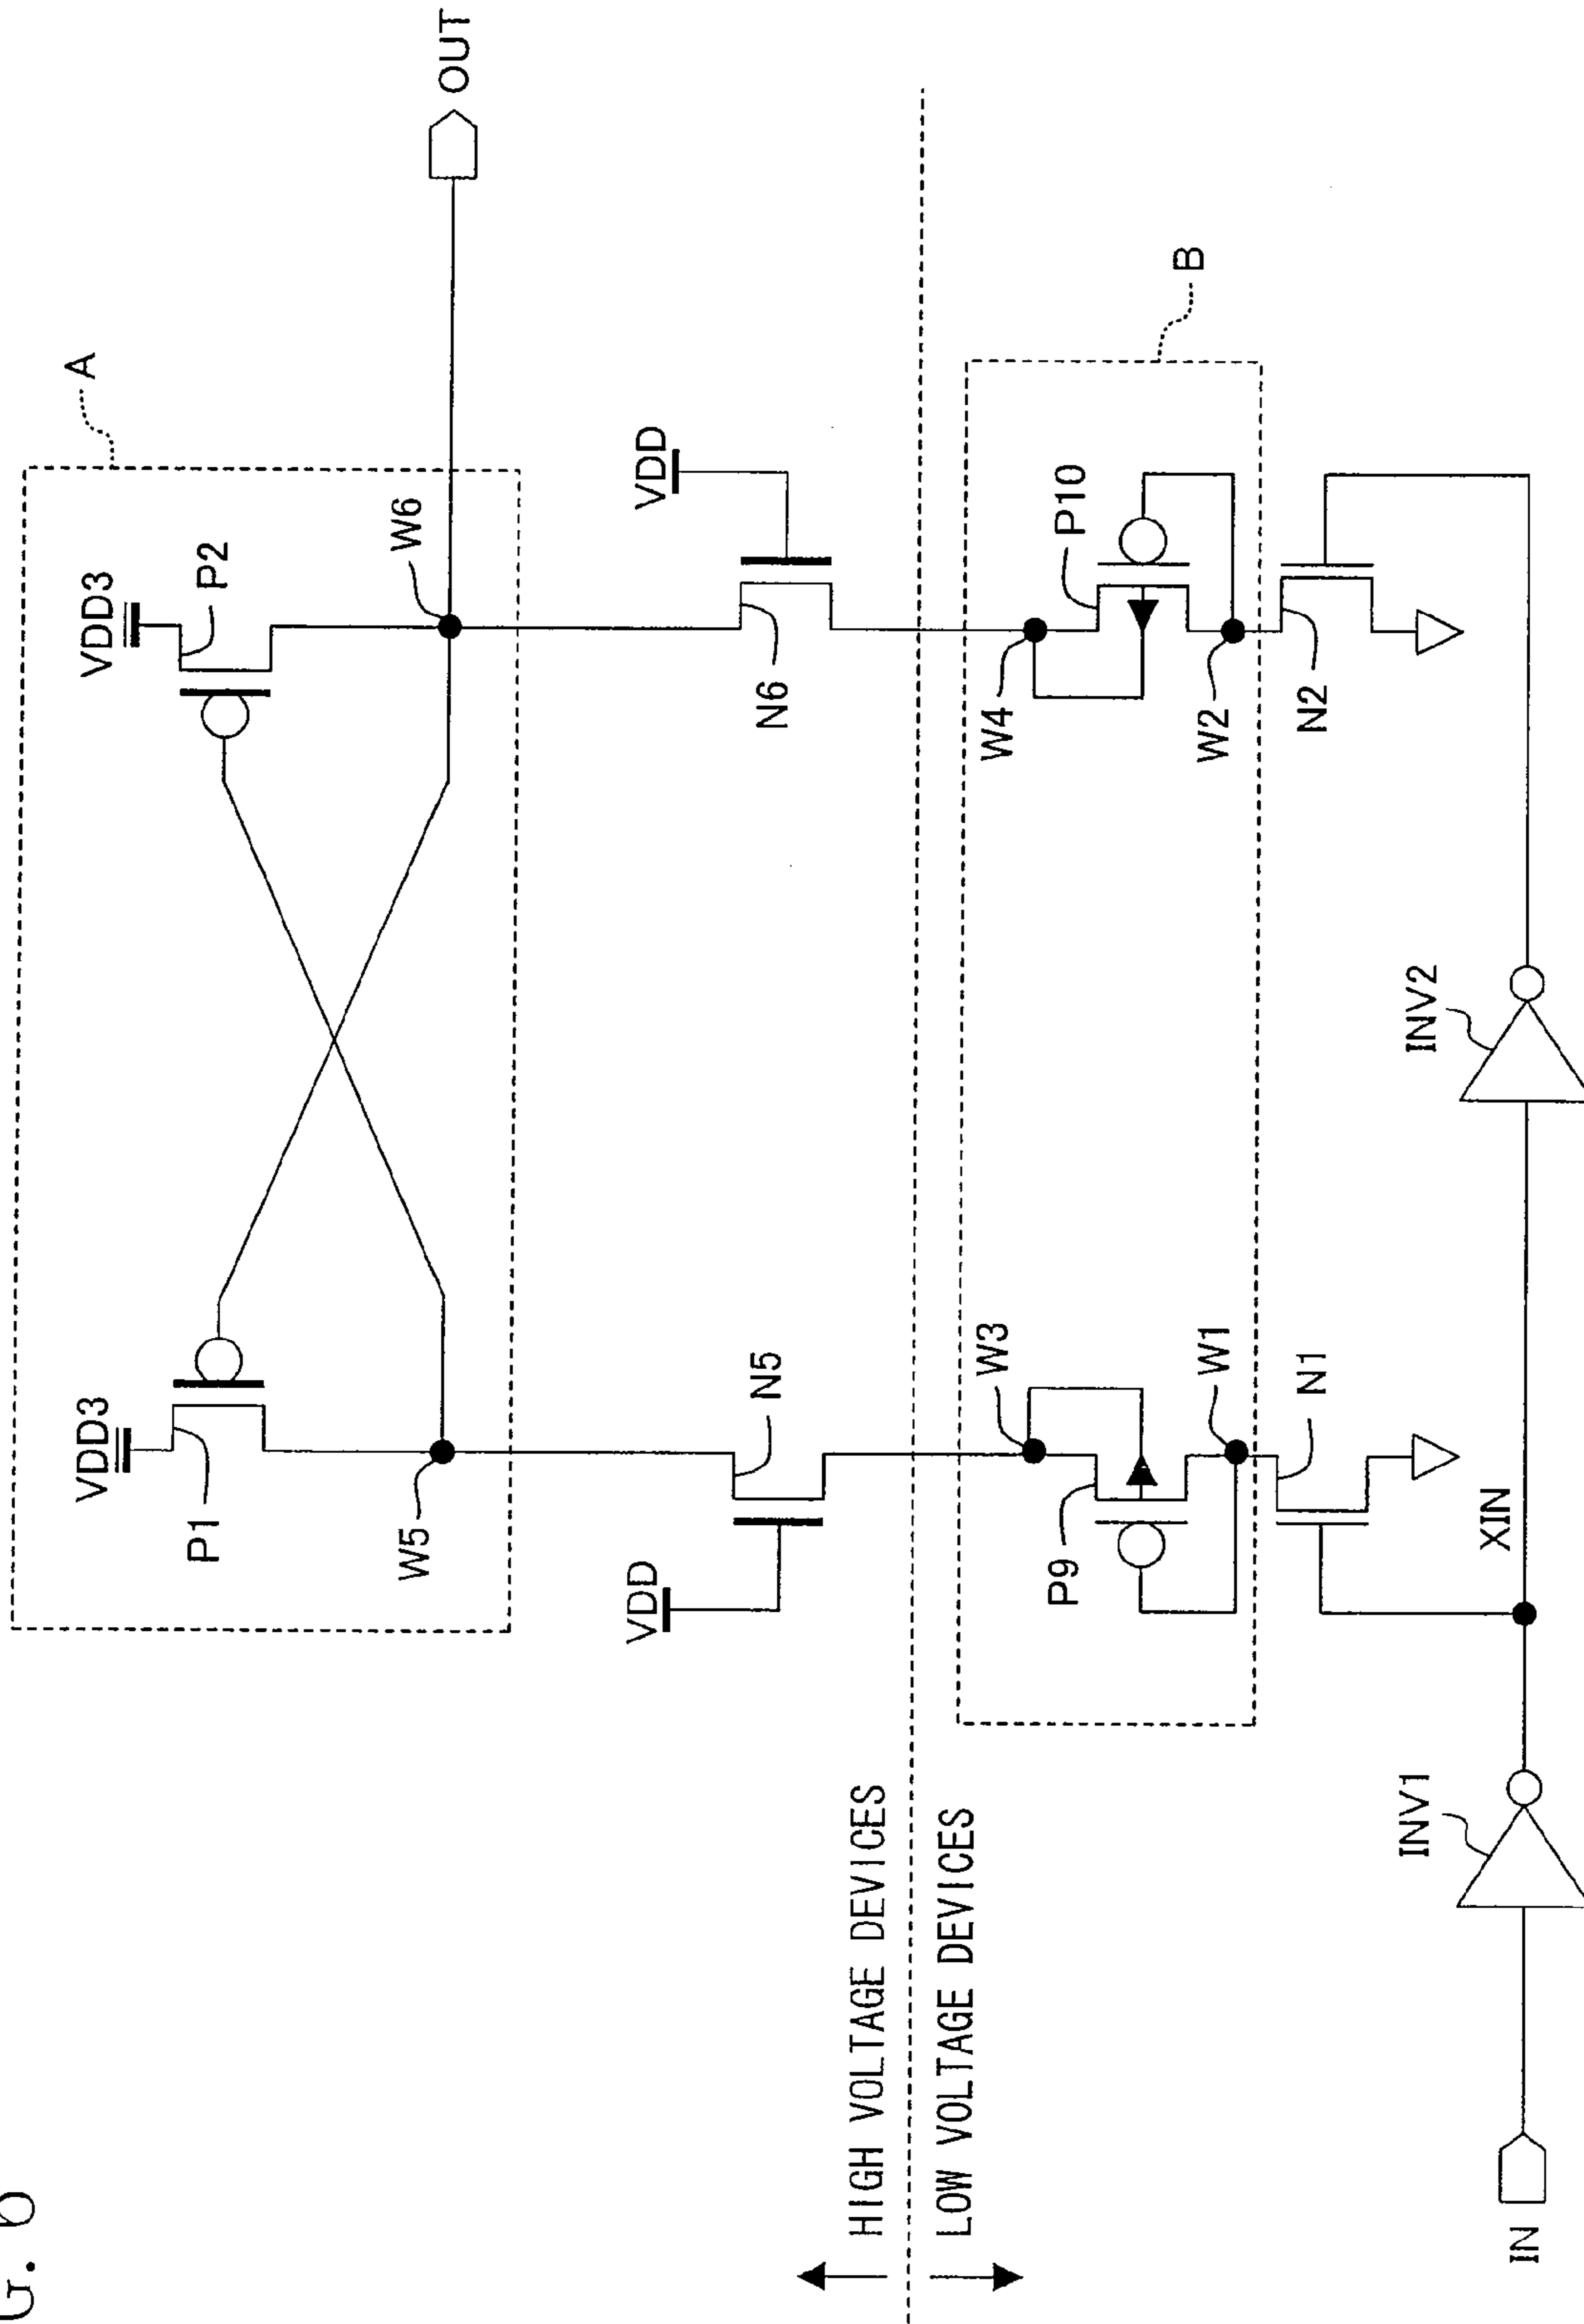 G. 6
A
VDD3
VDD3
P1
P2
W5
W6
OUT
VDD
VDD
N5
N6
HIGH VOLTAGE DEVICES
LOW VOLTAGE DEVICES
B
W3
W4
P9
P10
W1
W2
N1
N2
XIN
IN
INV1
INV2